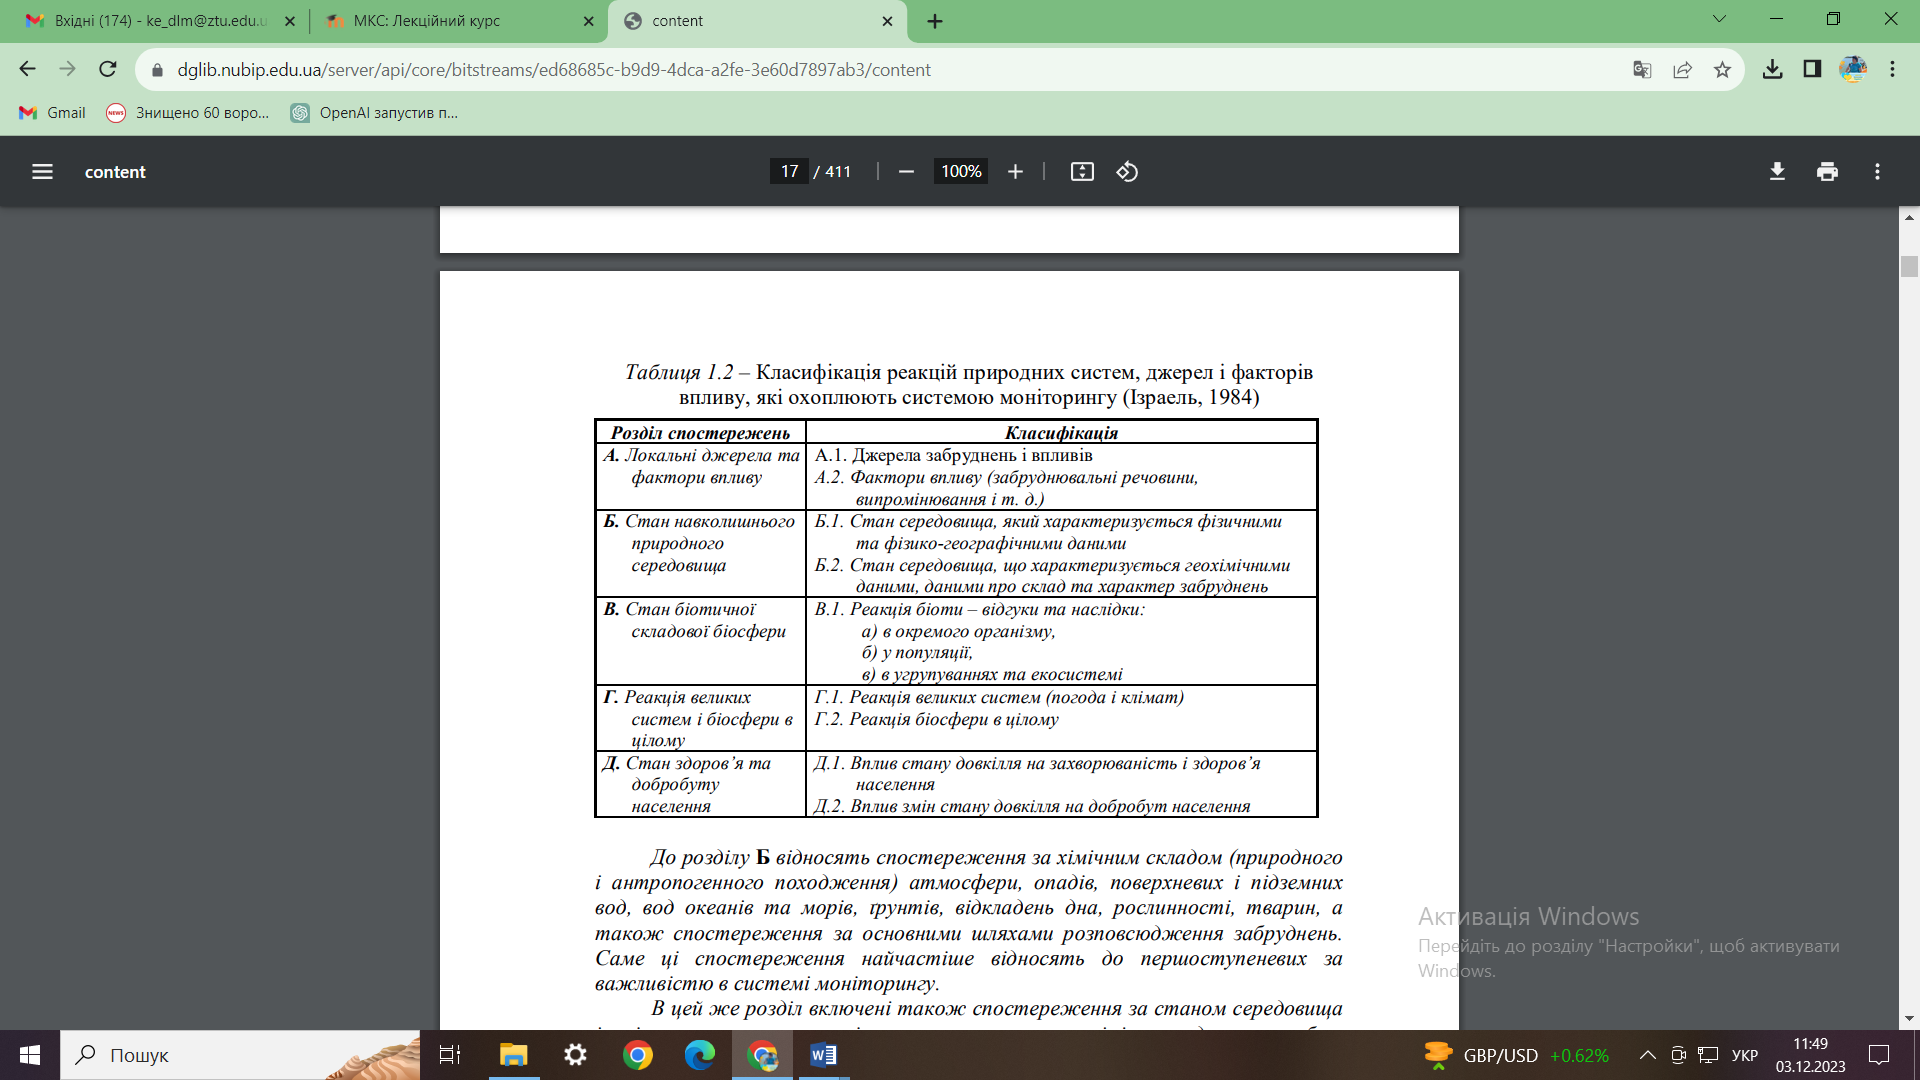 Вхідні (174) - ke_dlm@ztu.edu.u
МКС: Лекційний курс
content
dglib.nubip.edu.ua/server/api/core/bitstreams/ed68685c-b9d9-4dca-a2fe-3e60d7897ab3/content
Gmail
Знищено 60 воро...
OpenAI запустив п...
content
17 / 411
100%
Таблиця 1.2 – Класифікація реакцій природних систем, джерел і факторів
впливу, які охоплюють системою моніторингу (Ізраель, 1984)
Розділ спостережень
Класифікація
А. Локальні джерела та
фактори впливу
А.1. Джерела забруднень і впливів
А.2. Фактори впливу (забруднювальні речовини,
випромінювання і т. д.)
Б. Стан навколишнього
природного
середовища
Б.1. Стан середовища, який характеризується фізичними
та фізико-географічними даними
Б.2. Стан середовища, що характеризується геохімічними
даними, даними про склад та характер забруднень
В. Стан біотичної
складової біосфери
В.1. Реакція біоти – відгуки та наслідки:
а) в окремого організму,
б) у популяції,
в) в угрупуваннях та екосистемі
Г. Реакція великих
систем і біосфери в
цілому
Г.1. Реакція великих систем (погода і клімат)
Г.2. Реакція біосфери в цілому
Д. Стан здоров’я та
добробуту
населення
Д.1. Вплив стану довкілля на захворюваність і здоров’я
населення
Д.2. Вплив змін стану довкілля на добробут населення
До розділу Б відносять спостереження за хімічним складом (природного
і антропогенного походження) атмосфери, опадів, поверхневих і підземних
вод, вод океанів та морів, ґрунтів, відкладень дна, рослинності, тварин, а
також спостереження за основними шляхами розповсюдження забруднень.
Саме ці спостереження найчастіше відносять до першоступеневих за
важливістю в системі моніторингу.
В цей же розділ включені також спостереження за станом середовища
Активація Windows
Перейдіть до розділу "Настройки", щоб активувати
Windows.
Пошук
GBP/USD +0.62%
УКР
11:49
03.12.2023